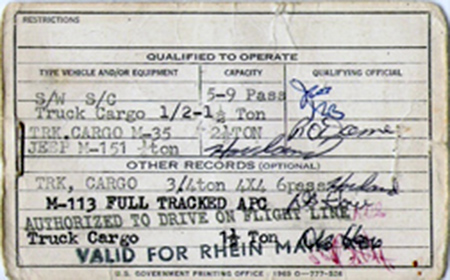 RESTRICTIONS
QUALIFIED TO OPERATE
TYPE VEHICLE AND/OR EQUIPMENT CAPACITY QUALIFYING OFFICIAL
S/W S/C 5-9 Pass
Truck Cargo 1/2-1½ Ton
TRK.CARGO M-35 2½TON
JEEP M-151 ¼ton
OTHER RECORDS (OPTIONAL)
TRK, CARGO 3/4ton 4X4 6pass
M-113 FULL TRACKED APC
AUTHORIZED TO DRIVE ON FLIGHT LINE
Truck Cargo 1½ Ton
VALID FOR RHEIN MAIN
U.S. GOVERNMENT PRINTING OFFICE